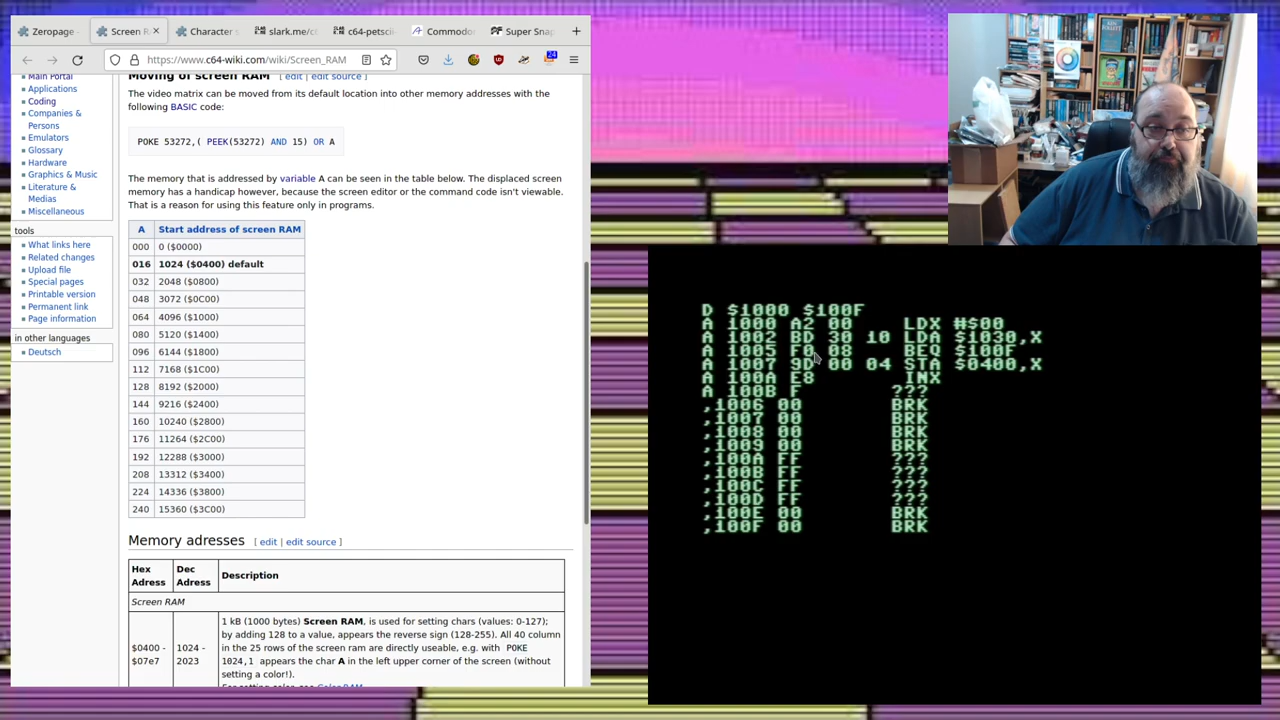 Zeropage
Screen R
Character
slark.me/c
c64-petsci
Commodor
Super Snap
https://www.c64-wiki.com/wiki/Screen_RAM
24
Main Portal
Applications
Coding
Companies &
Persons
Emulators
Glossary
Hardware
Graphics & Music
Literature &
Medias
Miscellaneous
tools
What links here
Related changes
Upload file
Special pages
Printable version
Permanent link
Page information
in other languages
Deutsch
Moving of screen RAM [ edit | edit source ]
The video matrix can be moved from its default location into other memory addresses with the
following BASIC code:
POKE 53272,( PEEK(53272) AND 15) OR A
The memory that is addressed by variable A can be seen in the table below. The displaced screen
memory has a handicap however, because the screen editor or the command code isn't viewable.
That is a reason for using this feature only in programs.
A Start address of screen RAM
000 0 ($0000)
016 1024 ($0400) default
032 2048 ($0800)
048 3072 ($0C00)
064 4096 ($1000)
080 5120 ($1400)
096 6144 ($1800)
112 7168 ($1C00)
128 8192 ($2000)
144 9216 ($2400)
160 10240 ($2800)
176 11264 ($2C00)
192 12288 ($3000)
208 13312 ($3400)
224 14336 ($3800)
240 15360 ($3C00)
Memory adresses [ edit | edit source ]
Hex
Adress
Dec
Adress
Description
Screen RAM
$0400 -
$07e7
1024 -
2023
1 kB (1000 bytes) Screen RAM, is used for setting chars (values: 0-127);
by adding 128 to a value, appears the reverse sign (128-255). All 40 column
in the 25 rows of the screen ram are directly useable, e.g. with POKE
1024,1 appears the char A in the left upper corner of the screen (without
setting a color!).
For setting color, see Color RAM
D $1000 $100F
A 1000 A2 00 LDX #$00
A 1002 BD 30 10 LDA $1030,X
A 1005 F0 08 BEQ $100F
A 1007 9D 00 04 STA $0400,X
A 100A E8 INX
A 100B F ???
,1006 00 BRK
,1007 00 BRK
,1008 00 BRK
,1009 00 BRK
,100A FF ???
,100B FF ???
,100C FF ???
,100D FF ???
,100E 00 BRK
,100F 00 BRK